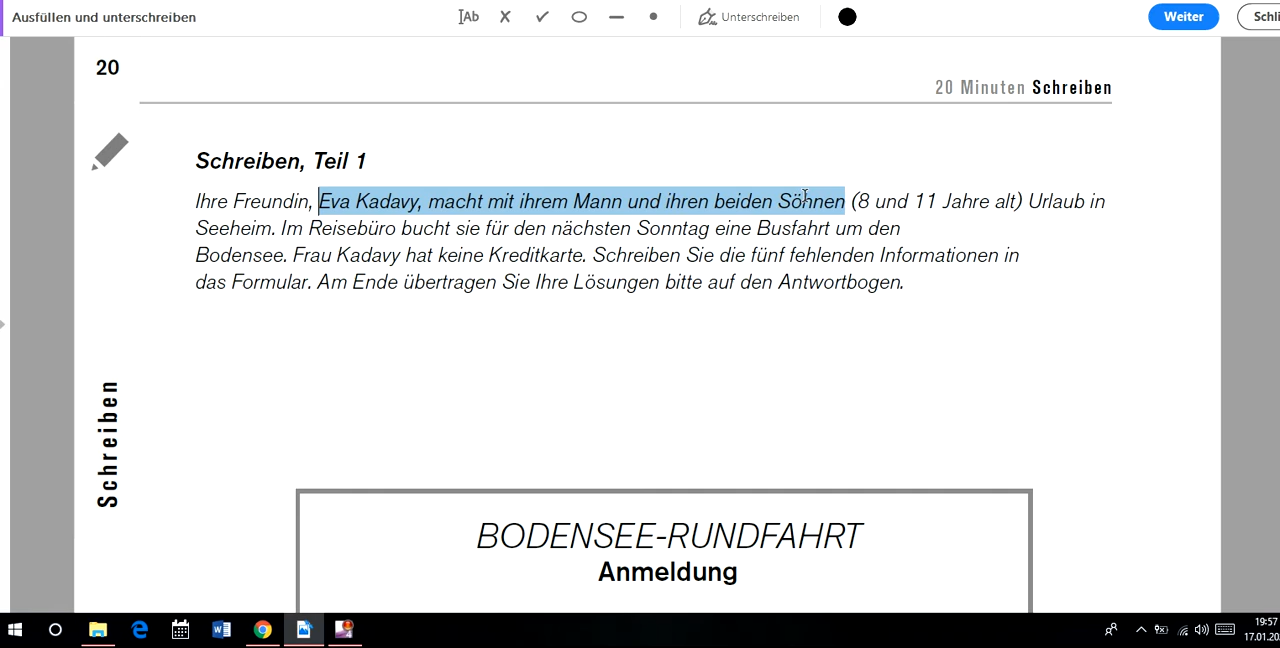 Ausfüllen und unterschreiben
Ab
Unterschreiben
Weiter
Schli
20
20 Minuten Schreiben
Schreiben, Teil 1
Ihre Freundin, Eva Kadavy, macht mit ihrem Mann und ihren beiden Söhnen (8 und 11 Jahre alt) Urlaub in
Seeheim. Im Reisebüro bucht sie für den nächsten Sonntag eine Busfahrt um den
Bodensee. Frau Kadavy hat keine Kreditkarte. Schreiben Sie die fünf fehlenden Informationen in
das Formular. Am Ende übertragen Sie Ihre Lösungen bitte auf den Antwortbogen.
Schreiben
BODENSEE-RUNDFAHRT
Anmeldung
19:57
17.01.20